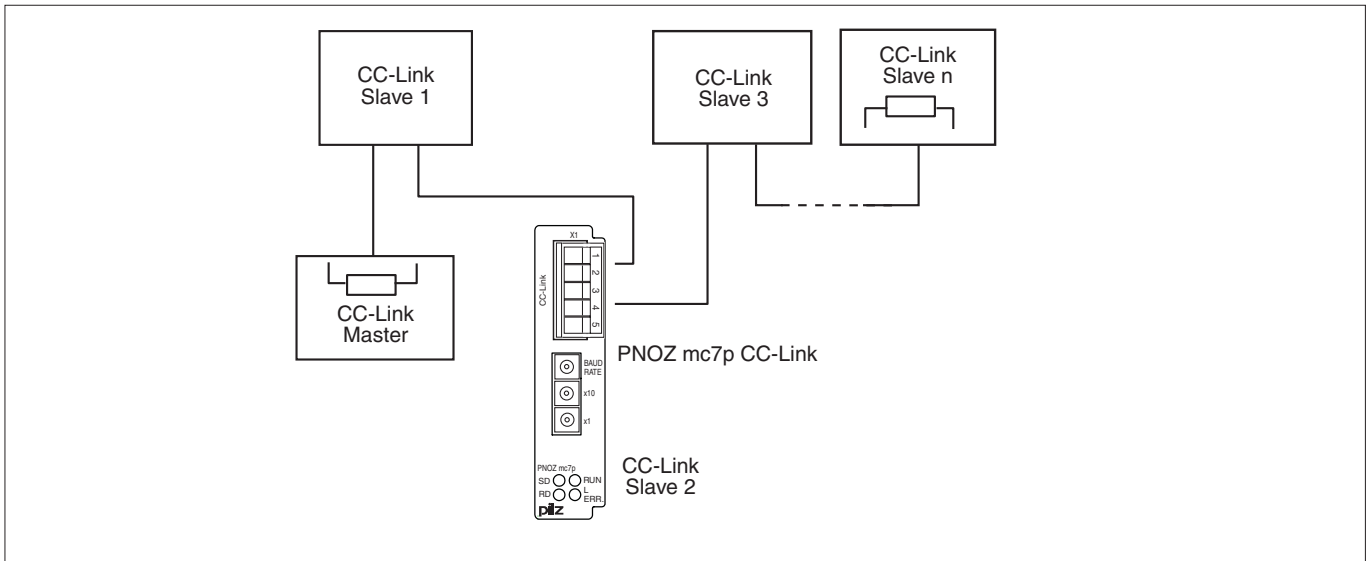 CC-Link
Slave 1
CC-Link
Slave 3
CC-Link
Slave n
CC-Link
Master
X1
CC-Link
1
2
3
4
5
PNOZ mc7p CC-Link
BAUD
RATE
x10
x1
PNOZ mc7p
SD RUN
RD L
ERR.
pilz
CC-Link
Slave 2